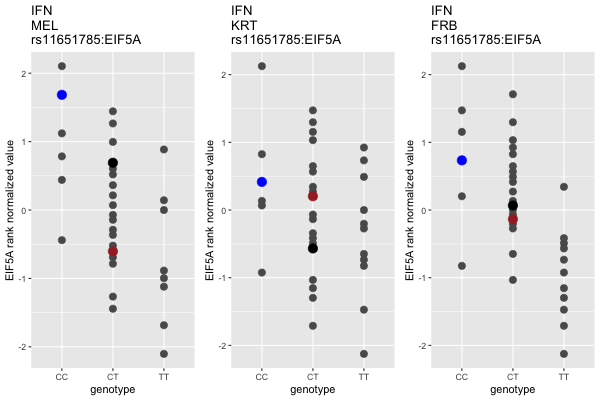 IFN
MEL
rs11651785:EIF5A
EIF5A rank normalized value
2
1
0
-1
-2
CC CT TT
genotype
IFN
KRT
rs11651785:EIF5A
EIF5A rank normalized value
2
1
0
-1
-2
CC CT TT
genotype
IFN
FRB
rs11651785:EIF5A
EIF5A rank normalized value
2
1
0
-1
-2
CC CT TT
genotype